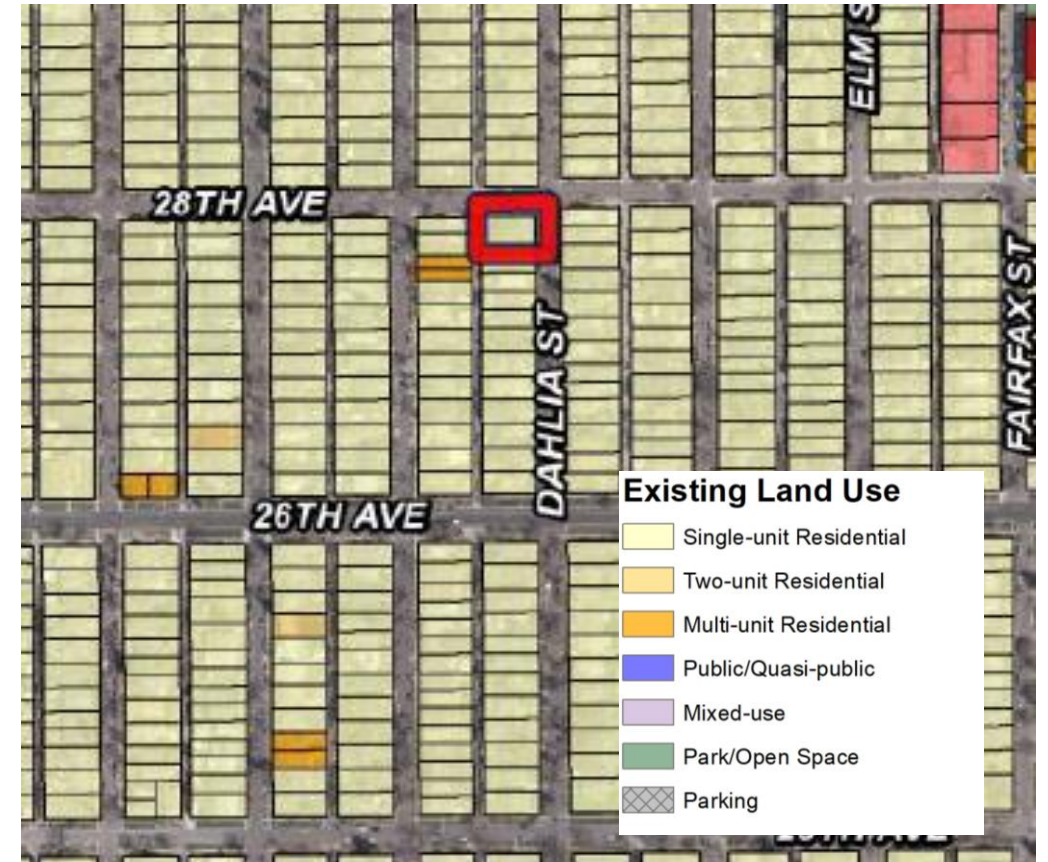 ELM S
28TH AVE
DAHLIA ST
FAIRFAX ST
26TH AVE
Existing Land Use
Single-unit Residential
Two-unit Residential
Multi-unit Residential
Public/Quasi-public
Mixed-use
Park/Open Space
Parking